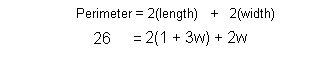 Perimeter = 2(length) + 2(width)
26 = 2(1 + 3w) + 2w